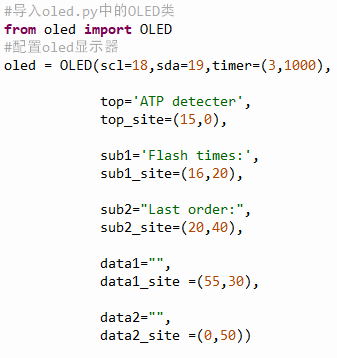 #导入oled.py中的OLED类
from oled import OLED
#配置oled显示器
oled = OLED(scl=18,sda=19,timer=(3,1000),
top='ATP detecter',
top_site=(15,0),
sub1='Flash times:',
sub1_site=(16,20),
sub2="Last order:",
sub2_site=(20,40),
data1="",
data1_site =(55,30),
data2="",
data2_site =(0,50))